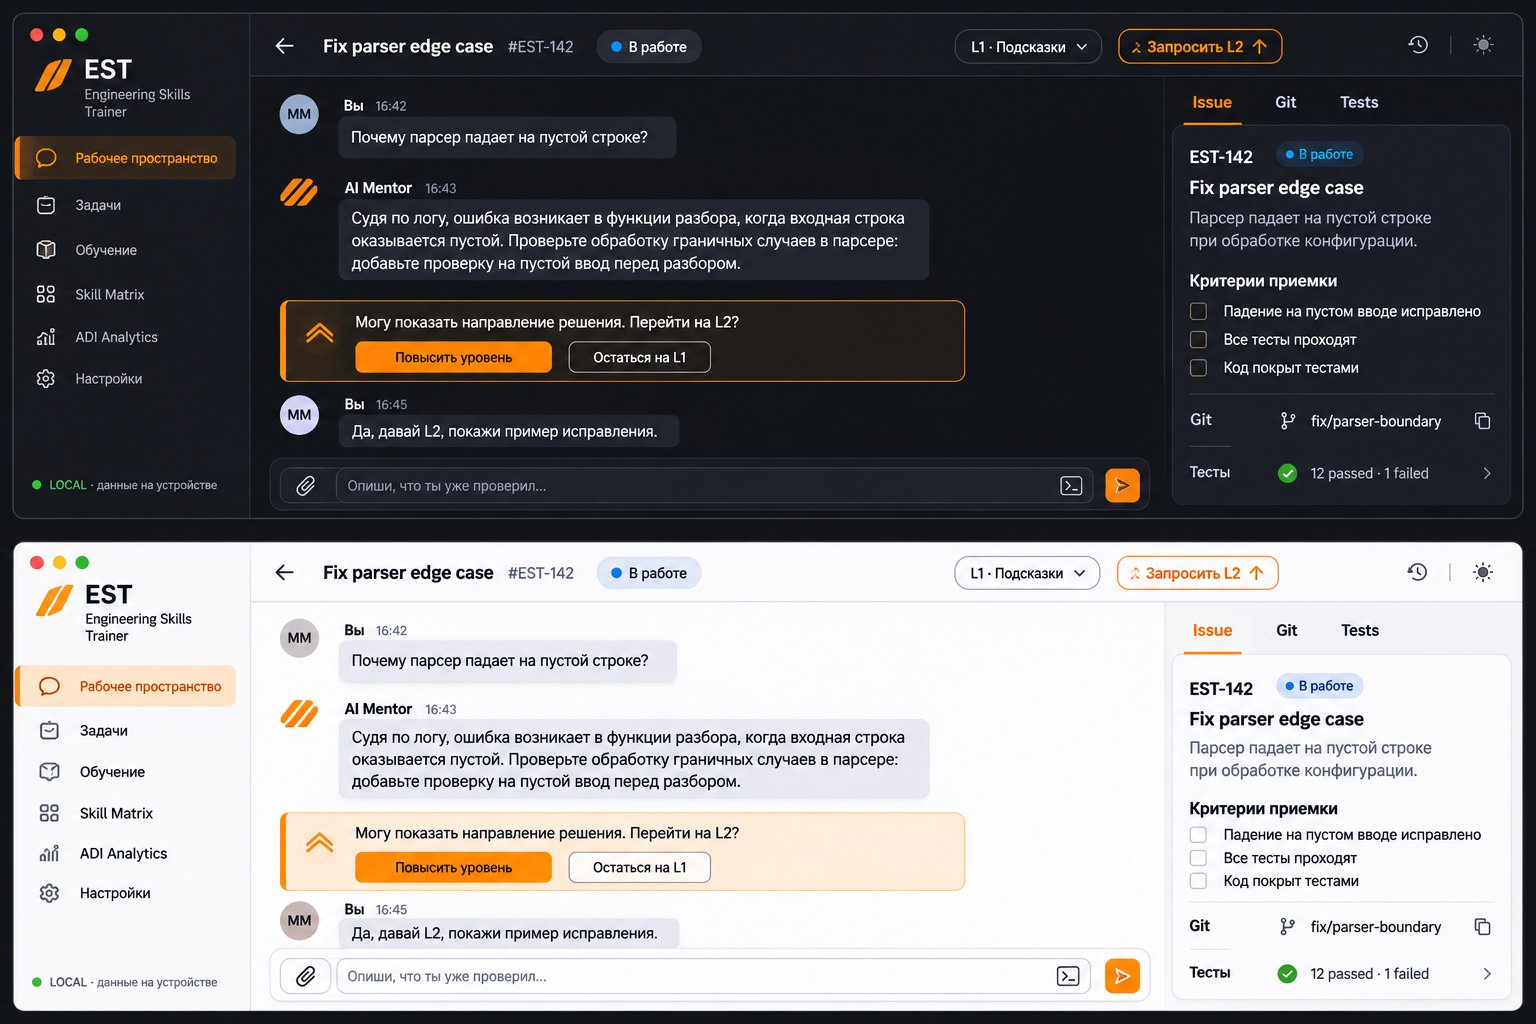 EST
Engineering Skills
Trainer
Рабочее пространство
Задачи
Обучение
Skill Matrix
ADI Analytics
Настройки
LOCAL · данные на устройстве
Fix parser edge case #EST-142 В работе
L1 · Подсказки Запросить L2
MM Вы 16:42
Почему парсер падает на пустой строке?
AI Mentor 16:43
Судя по логу, ошибка возникает в функции разбора, когда входная строка
оказывается пустой. Проверьте обработку граничных случаев в парсере:
добавьте проверку на пустой ввод перед разбором.
Могу показать направление решения. Перейти на L2?
Повысить уровень Остаться на L1
MM Вы 16:45
Да, давай L2, покажи пример исправления.
Опиши, что ты уже проверил...
Issue Git Tests
EST-142 В работе
Fix parser edge case
Парсер падает на пустой строке
при обработке конфигурации.
Критерии приемки
Падение на пустом вводе исправлено
Все тесты проходят
Код покрыт тестами
Git fix/parser-boundary
Тесты 12 passed · 1 failed
EST
Engineering Skills
Trainer
Рабочее пространство
Задачи
Обучение
Skill Matrix
ADI Analytics
Настройки
LOCAL · данные на устройстве
Fix parser edge case #EST-142 В работе
L1 · Подсказки Запросить L2
MM Вы 16:42
Почему парсер падает на пустой строке?
AI Mentor 16:43
Судя по логу, ошибка возникает в функции разбора, когда входная строка
оказывается пустой. Проверьте обработку граничных случаев в парсере:
добавьте проверку на пустой ввод перед разбором.
Могу показать направление решения. Перейти на L2?
Повысить уровень Остаться на L1
MM Вы 16:45
Да, давай L2, покажи пример исправления.
Опиши, что ты уже проверил...
Issue Git Tests
EST-142 В работе
Fix parser edge case
Парсер падает на пустой строке
при обработке конфигурации.
Критерии приемки
Падение на пустом вводе исправлено
Все тесты проходят
Код покрыт тестами
Git fix/parser-boundary
Тесты 12 passed · 1 failed